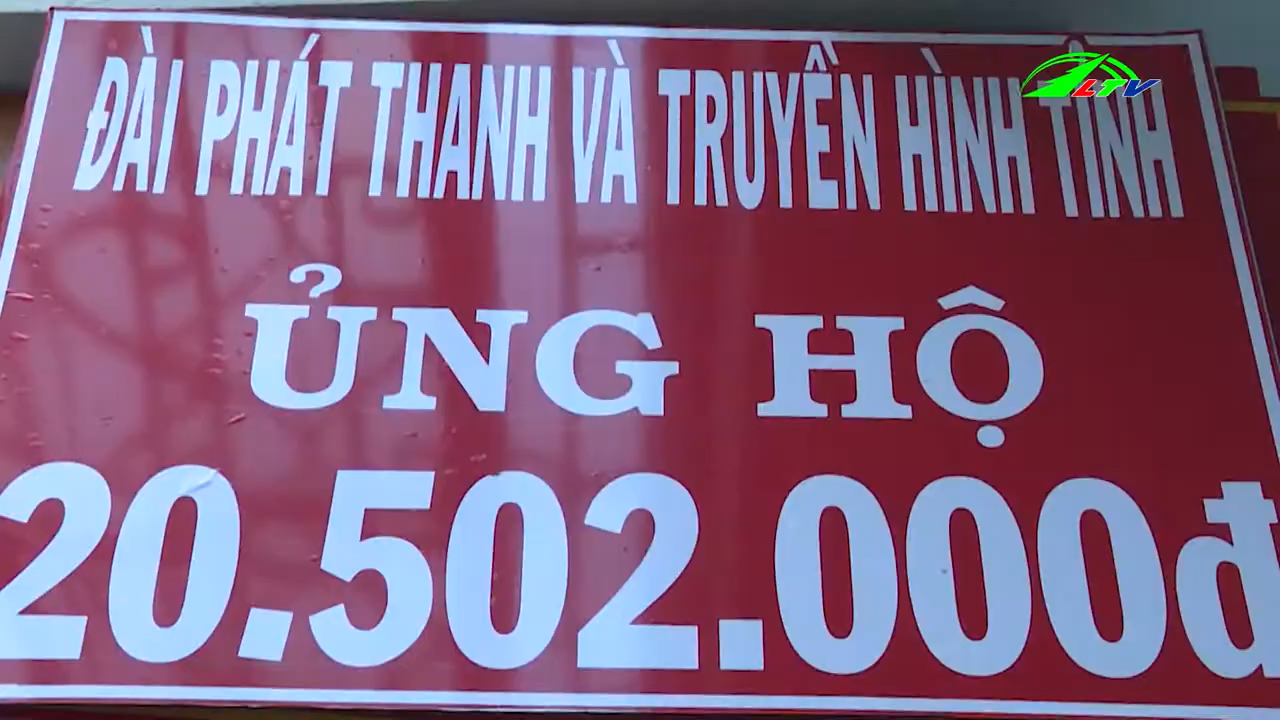 LTV
ĐÀI PHÁT THANH VÀ TRUYỀN HÌNH TỈNH
ỦNG HỘ
20.502.000đ